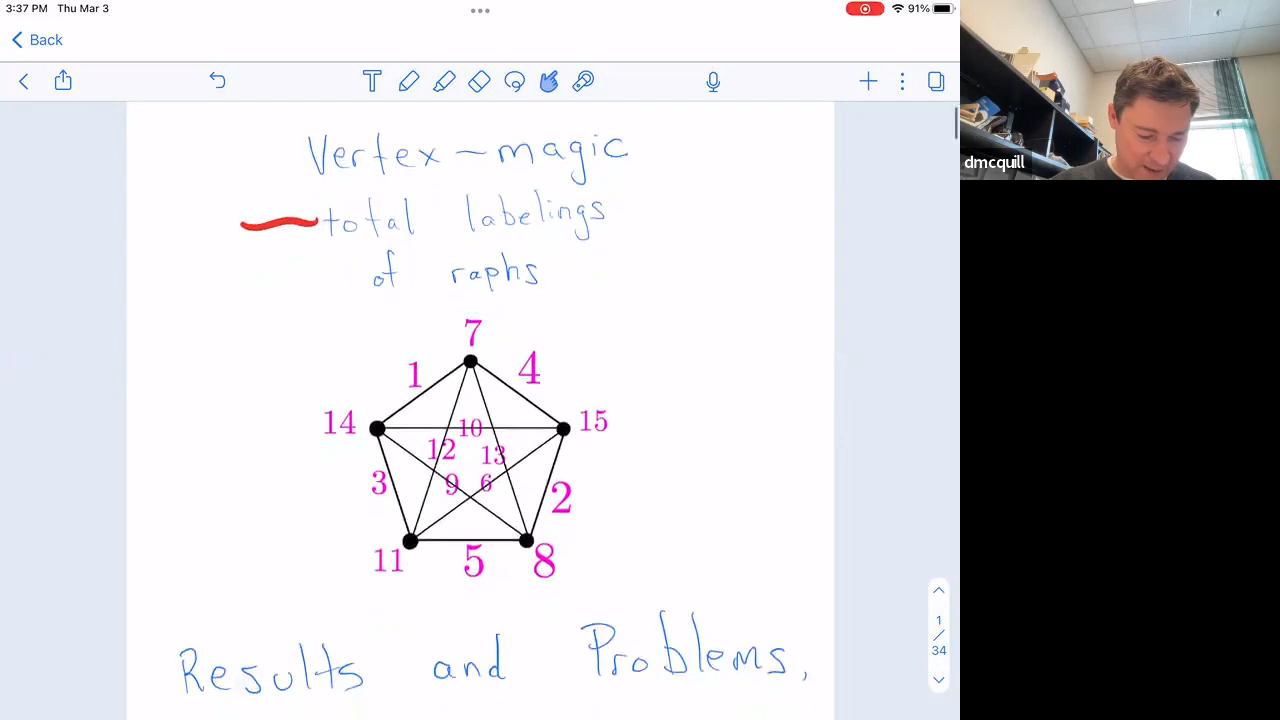 3:37 PM Thu Mar 3
91%
Back
dmcquill
Vertex-magic
total labelings
of raphs
7
1 4
14 15
10
12 13
3 9 6 2
11 5 8
1
/
34
Results and Problems,